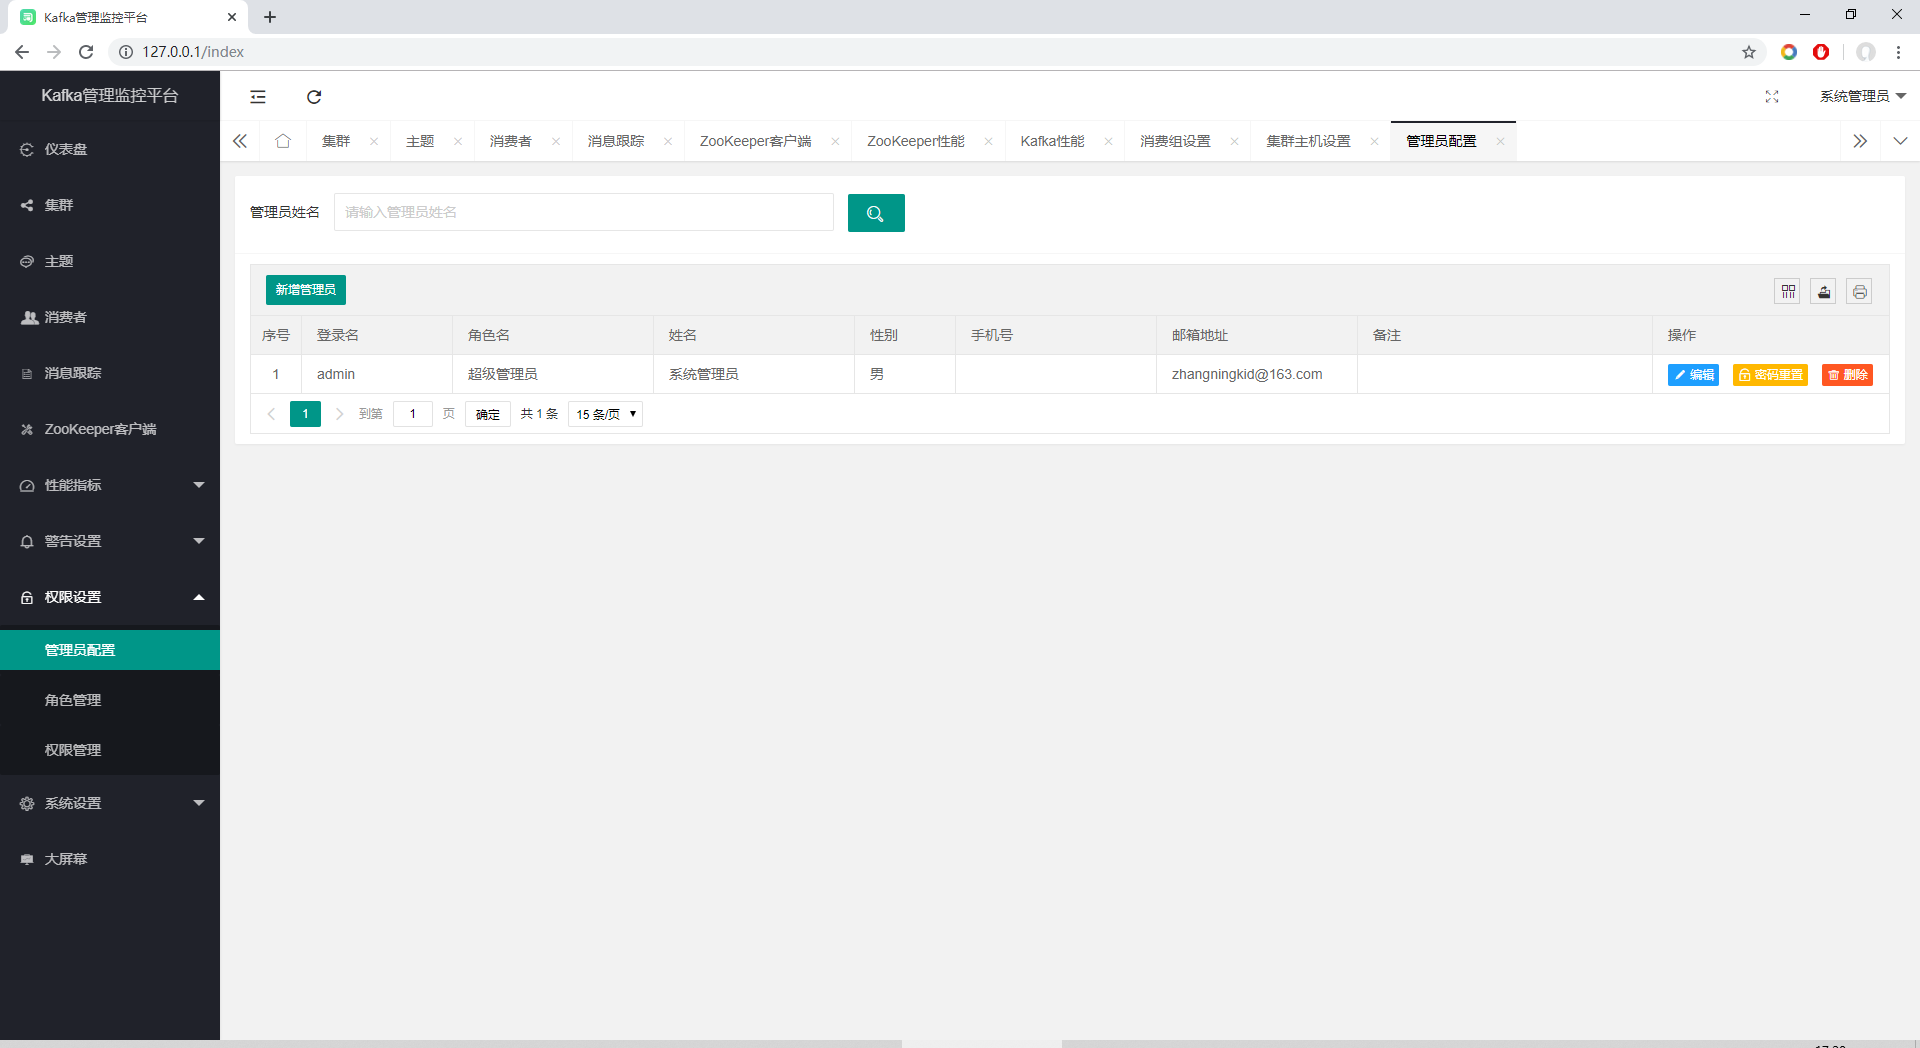 Kafka管理监控平台
127.0.0.1/index
Kafka管理监控平台
系统管理员
仪表盘
集群
主题
消费者
消息跟踪
ZooKeeper客户端
性能指标
警告设置
权限设置
管理员配置
角色管理
权限管理
系统设置
大屏幕
集群 主题 消费者 消息跟踪 ZooKeeper客户端 ZooKeeper性能 Kafka性能 消费组设置 集群主机设置 管理员配置
管理员姓名 请输入管理员姓名
新增管理员
序号 登录名 角色名 姓名 性别 手机号 邮箱地址 备注 操作
1 admin 超级管理员 系统管理员 男 zhangningkid@163.com 编辑 密码重置 删除
1 到第 1 页 确定 共 1 条 15 条/页